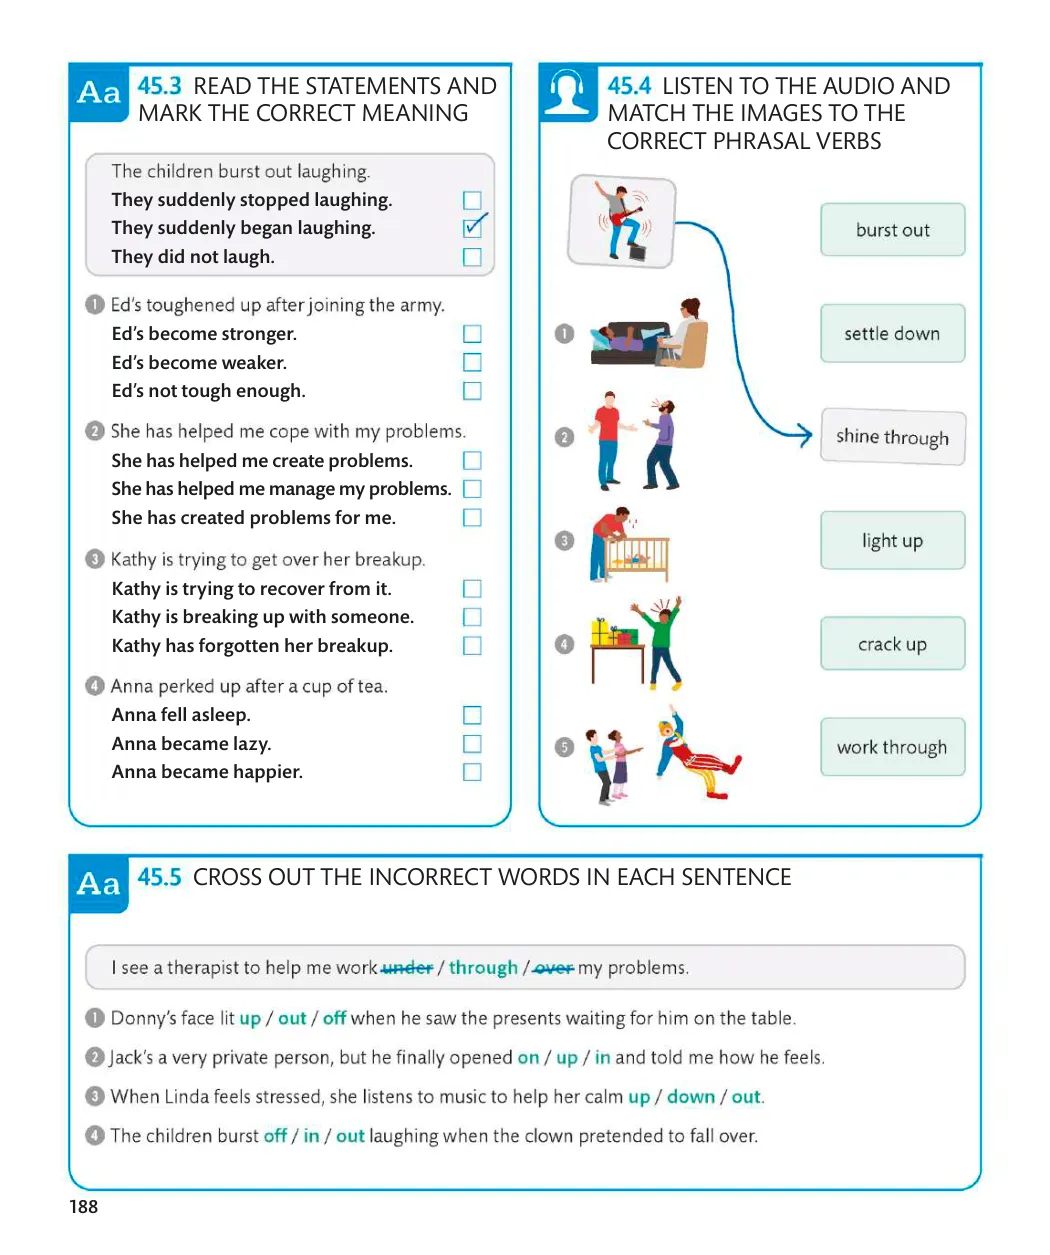 Aa
45.3 READ THE STATEMENTS AND
MARK THE CORRECT MEANING
The children burst out laughing.
They suddenly stopped laughing.
They suddenly began laughing.
They did not laugh.
1 Ed's toughened up after joining the army.
Ed's become stronger.
Ed's become weaker.
Ed's not tough enough.
2 She has helped me cope with my problems.
She has helped me create problems.
She has helped me manage my problems.
She has created problems for me.
3 Kathy is trying to get over her breakup.
Kathy is trying to recover from it.
Kathy is breaking up with someone.
Kathy has forgotten her breakup.
4 Anna perked up after a cup of tea.
Anna fell asleep.
Anna became lazy.
Anna became happier.
45.4 LISTEN TO THE AUDIO AND
MATCH THE IMAGES TO THE
CORRECT PHRASAL VERBS
burst out
1
settle down
2
shine through
3
light up
4
crack up
5
work through
Aa
45.5 CROSS OUT THE INCORRECT WORDS IN EACH SENTENCE
I see a therapist to help me work under / through / over my problems.
1 Donny's face lit up / out / off when he saw the presents waiting for him on the table.
2 Jack's a very private person, but he finally opened on / up / in and told me how he feels.
3 When Linda feels stressed, she listens to music to help her calm up / down / out.
4 The children burst off / in / out laughing when the clown pretended to fall over.
188